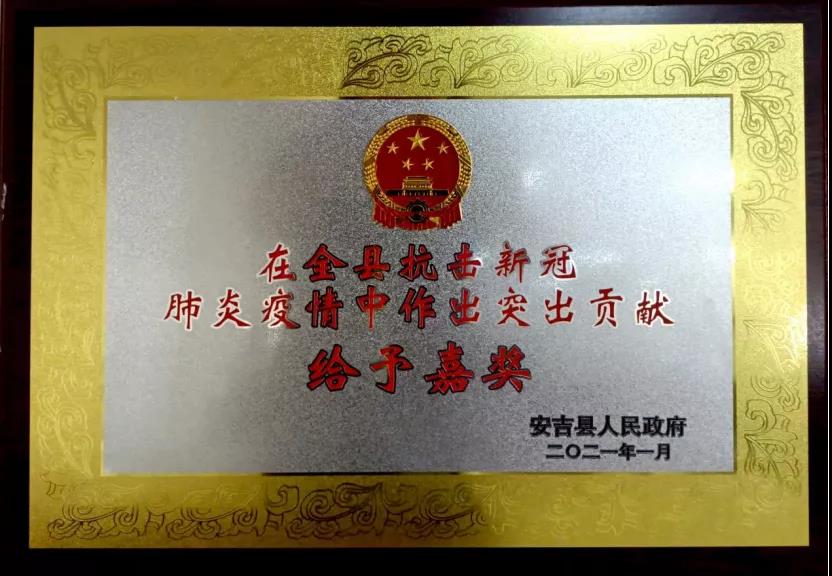 在全县抗击新冠
肺炎疫情中作出突出贡献
给予嘉奖
安吉县人民政府
二〇二一年一月